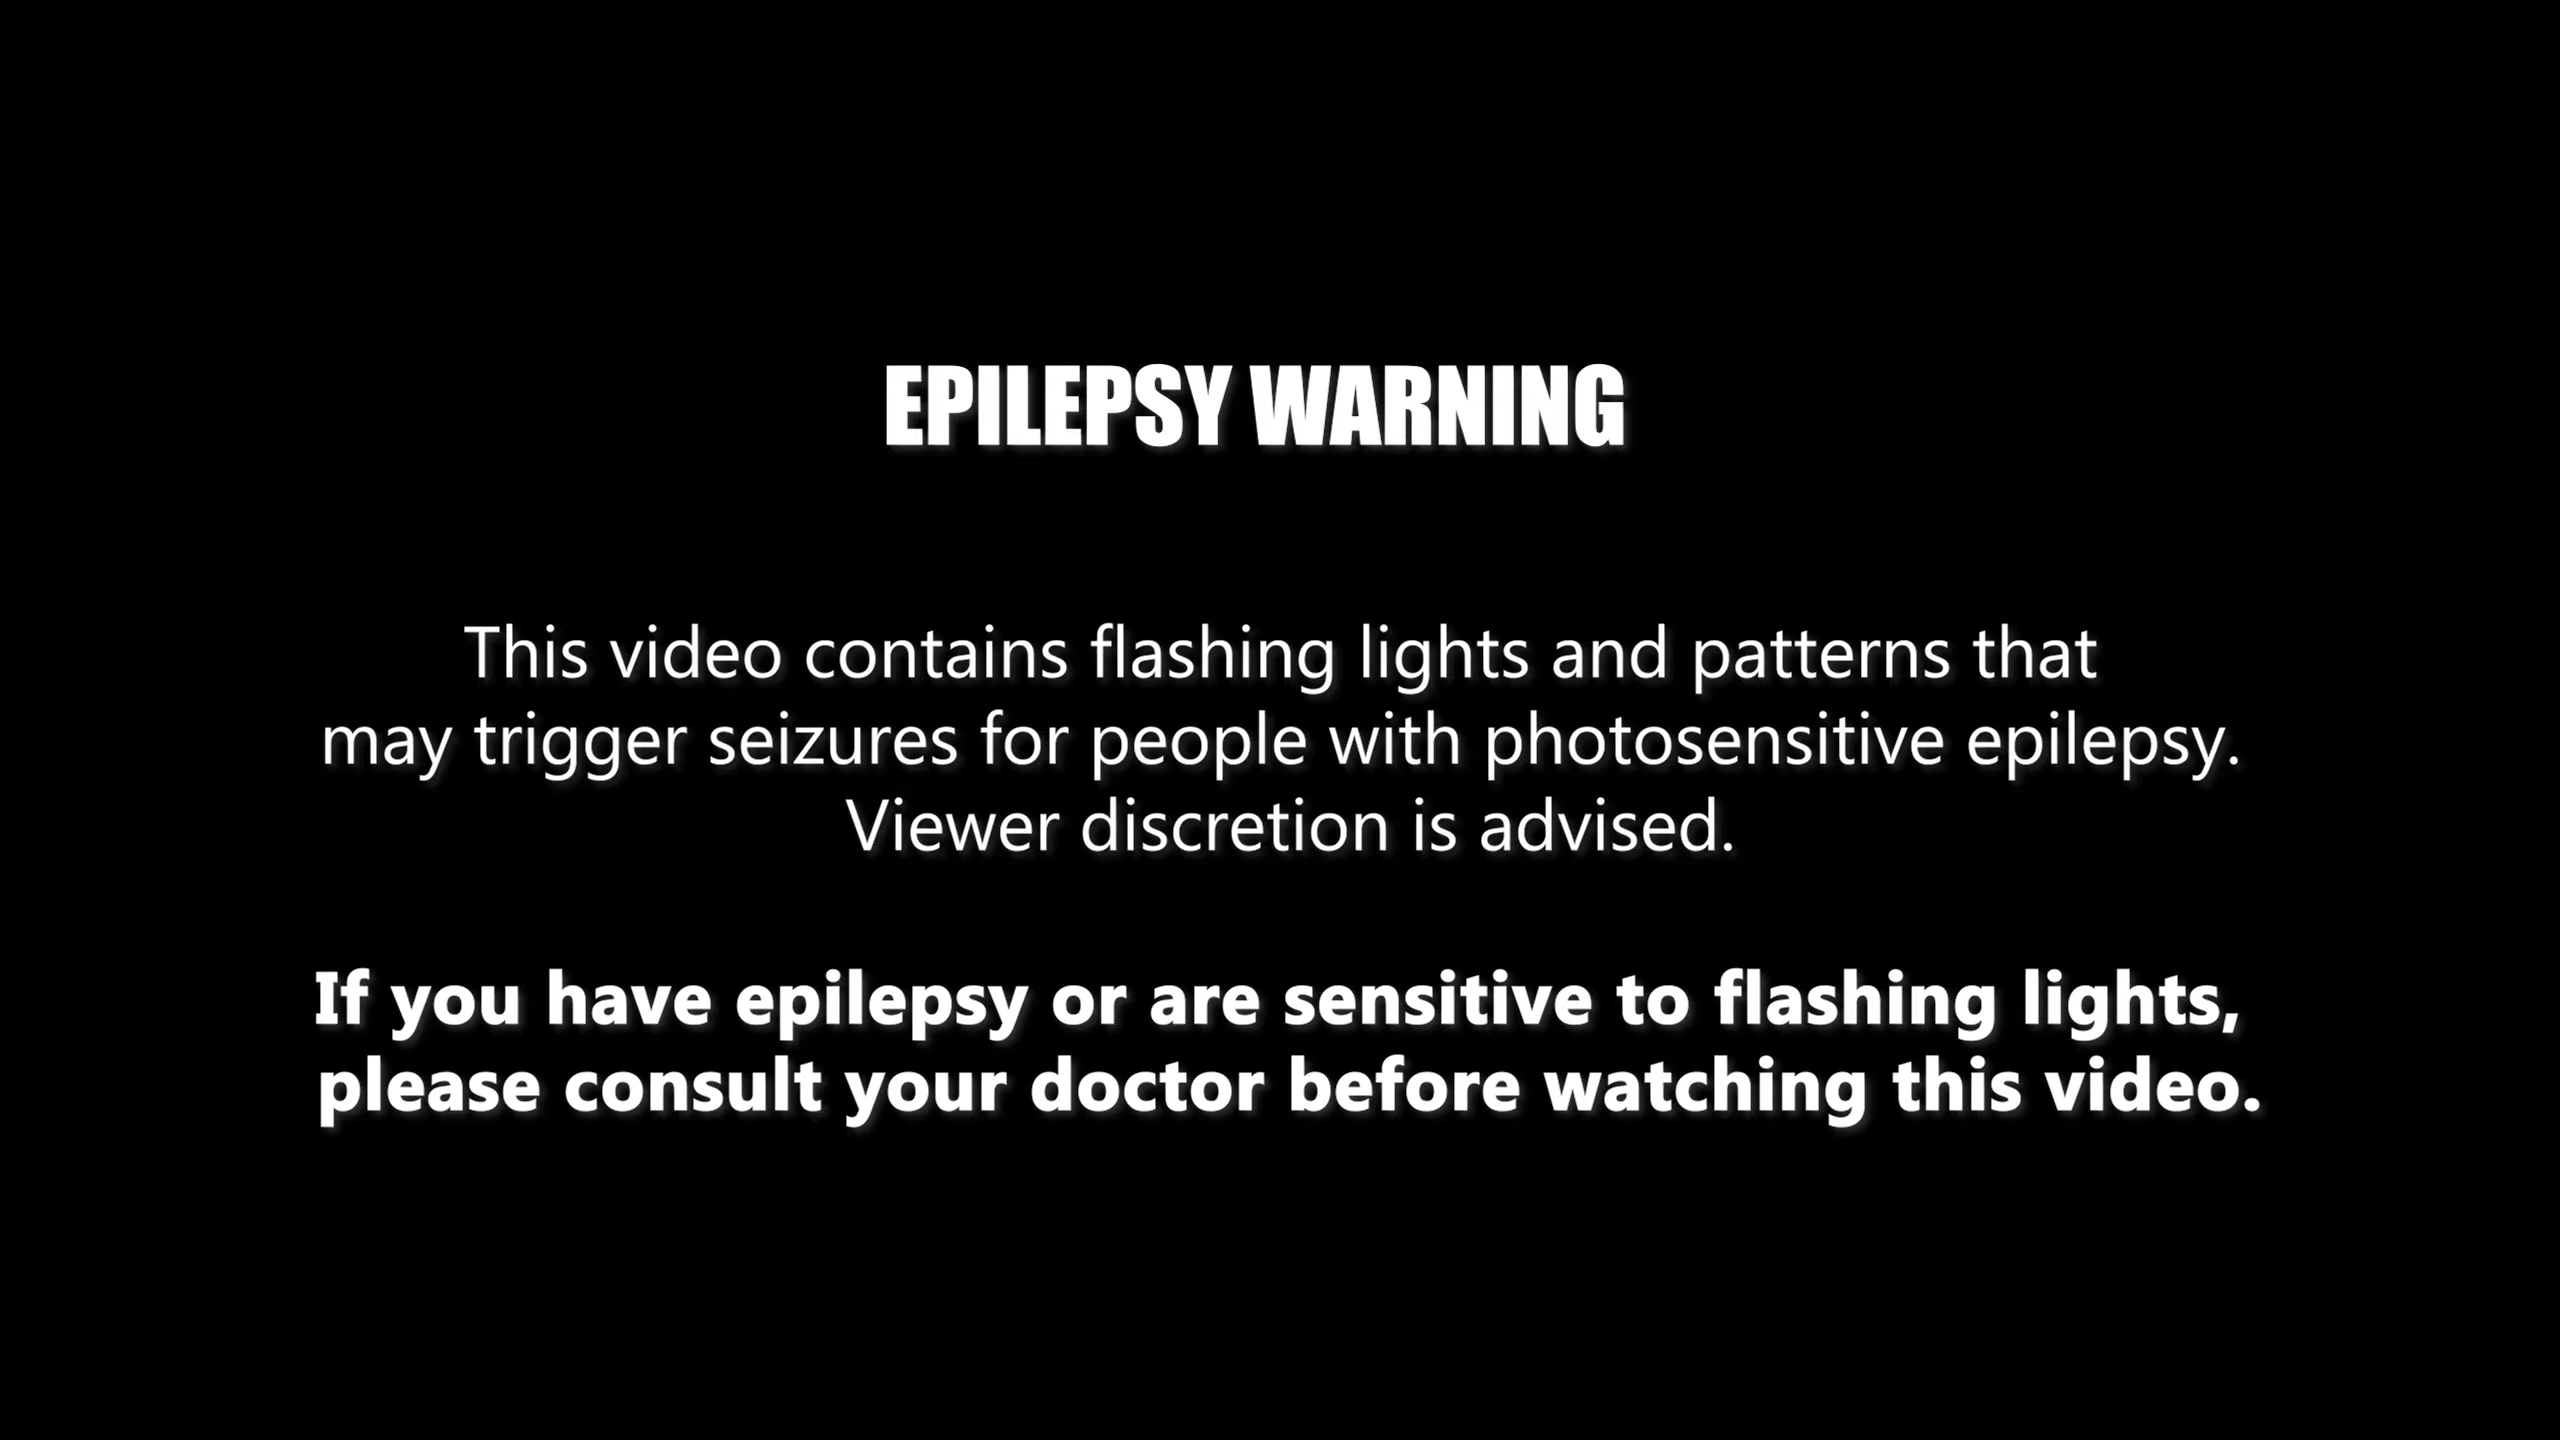 EPILEPSY WARNING
This video contains flashing lights and patterns that
may trigger seizures for people with photosensitive epilepsy.
Viewer discretion is advised.
If you have epilepsy or are sensitive to flashing lights,
please consult your doctor before watching this video.